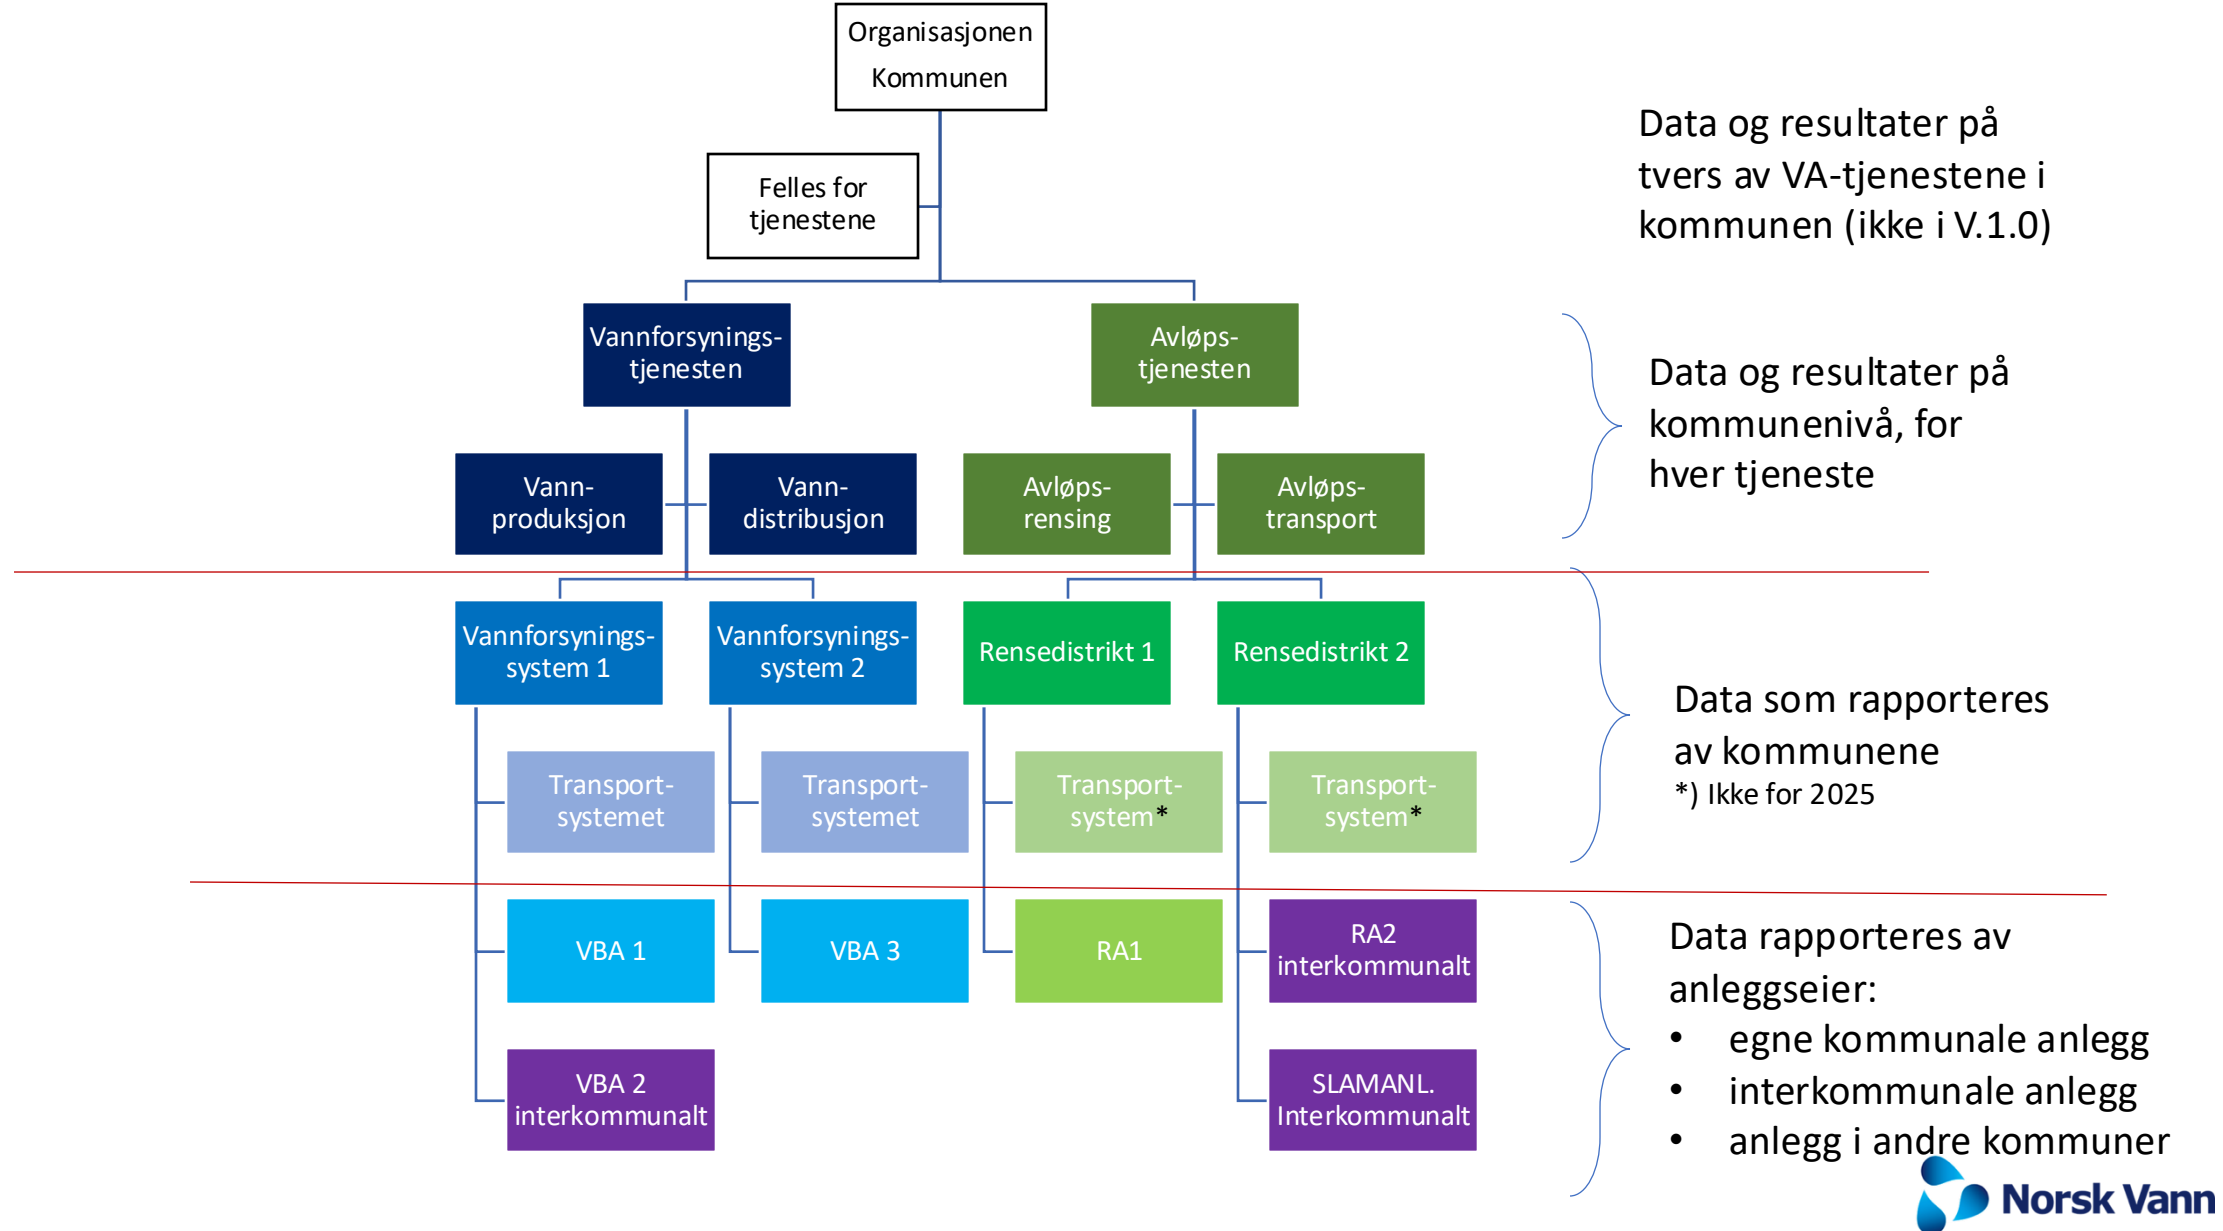 Organisasjonen
Kommunen
Felles for
tjenestene
Data og resultater på
tvers av VA-tjenestene i
kommunen (ikke i V.1.0)
Vannforsynings-
tjenesten
Avløps-
tjenesten
Vann-
produksjon
Vann-
distribusjon
Avløps-
rensing
Avløps-
transport
Data og resultater på
kommunenivå, for
hver tjeneste
Vannforsynings-
system 1
Vannforsynings-
system 2
Rensedistrikt 1
Rensedistrikt 2
Transport-
systemet
Transport-
systemet
Transport-
system*
Transport-
system*
Data som rapporteres
av kommunene
*) Ikke for 2025
VBA 1
VBA 3
RA1
RA2
interkommunalt
VBA 2
interkommunalt
SLAMANL.
Interkommunalt
Data rapporteres av
anleggseier:
• egne kommunale anlegg
• interkommunale anlegg
• anlegg i andre kommuner
Norsk Vann